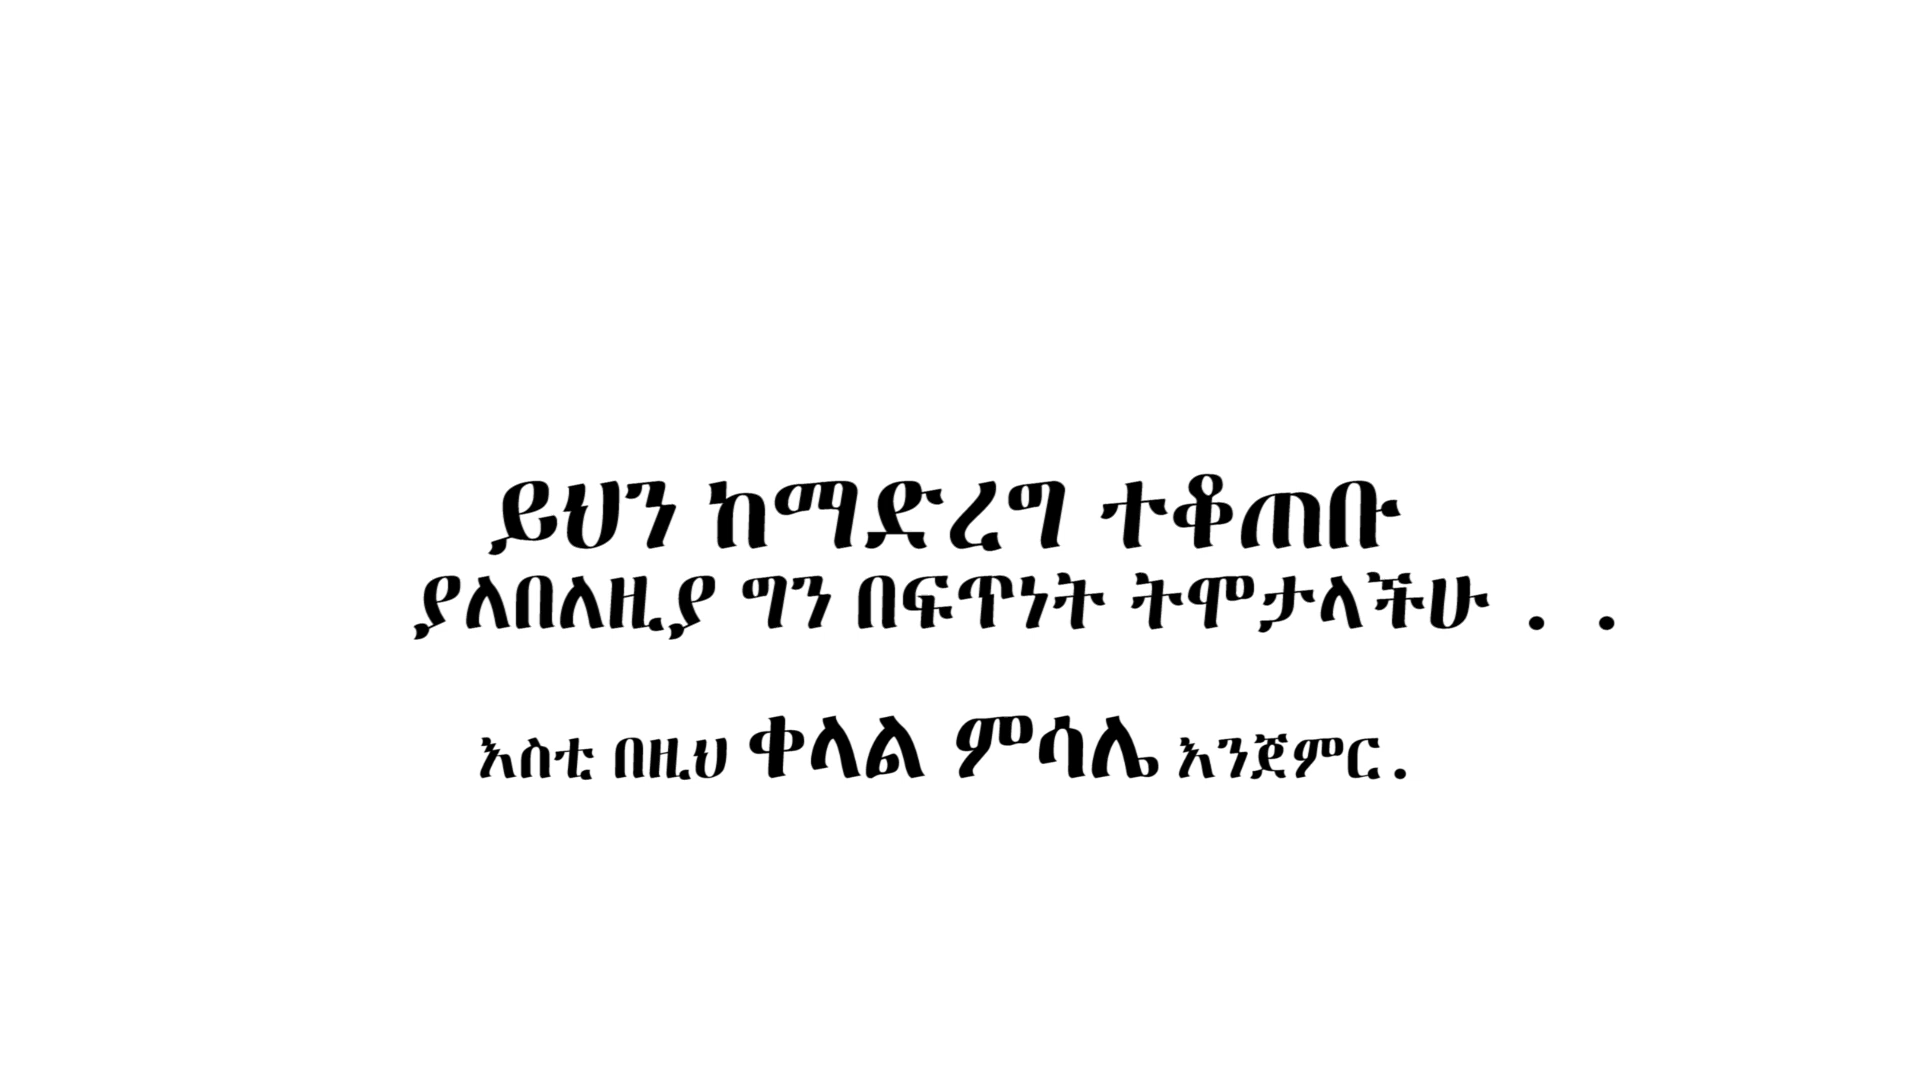 ይህን ከማድረግ ተቆጠቡ
ያለበለዚያ ግን በፍጥነት ትሞታላችሁ . .
እስቲ በዚህ ቀላል ምሳሌ እንጀምር.